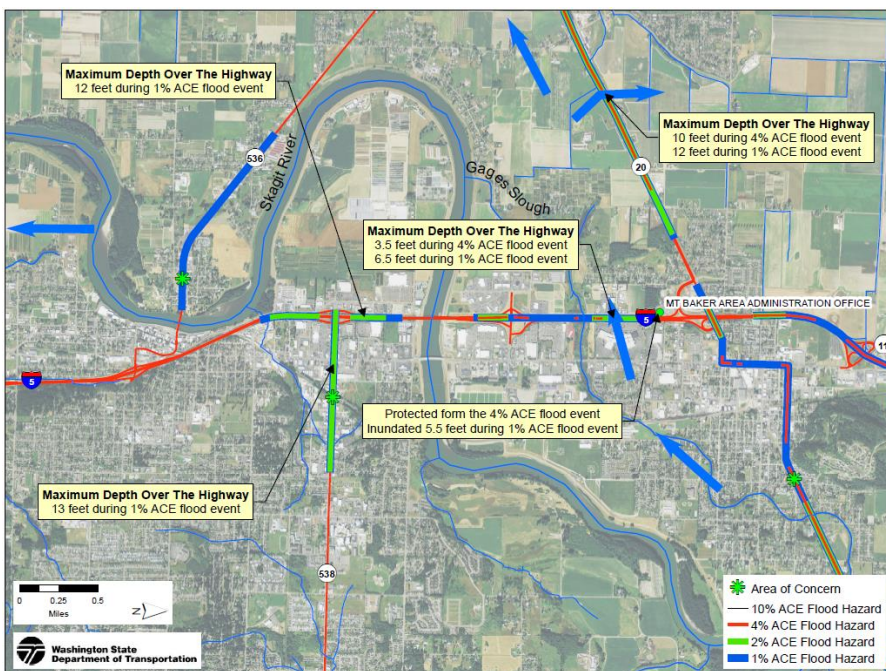 Maximum Depth Over The Highway
12 feet during 1% ACE flood event
Maximum Depth Over The Highway
10 feet during 4% ACE flood event
12 feet during 1% ACE flood event
536
Skagit River
Gages Slough
20
Maximum Depth Over The Highway
3.5 feet during 4% ACE flood event
6.5 feet during 1% ACE flood event
MT BAKER AREA ADMINISTRATION OFFICE
5
11
5
Protected form the 4% ACE flood event
Inundated 5.5 feet during 1% ACE flood event
Maximum Depth Over The Highway
13 feet during 1% ACE flood event
538
0 0.25 0.5
Miles
N
Washington State
Department of Transportation
Area of Concern
10% ACE Flood Hazard
4% ACE Flood Hazard
2% ACE Flood Hazard
1% ACE Flood Hazard